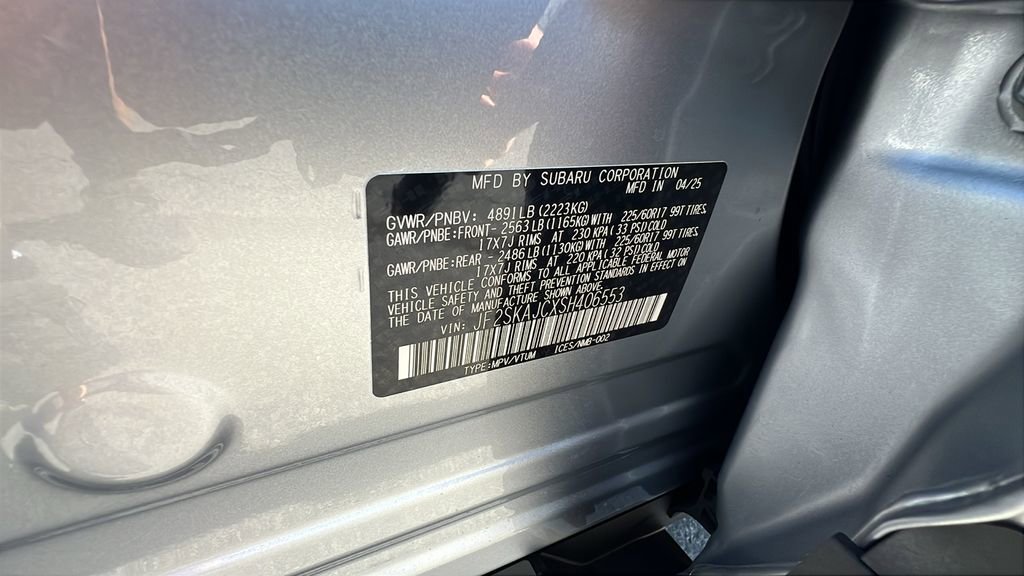 MFD BY SUBARU CORPORATION
MFD IN 04/25
GVWR/PNBV: 4891LB(2223KG)
GAWR/PNBE:FRONT- 2563LB(1165KG)WITH 225/60R17 99T TIRES,
17X7J RIMS AT 230 KPA( 33 PSI)COLD
GAWR/PNBE:REAR - 2486LB(1130KG)WITH 225/60R17 99T TIRES,
17X7J RIMS AT 220 KPA( 32 PSI)COLD
THIS VEHICLE CONFORMS TO ALL APPLICABLE FEDERAL MOTOR
VEHICLE SAFETY AND THEFT PREVENTION STANDARDS IN EFFECT ON
THE DATE OF MANUFACTURE SHOWN ABOVE.
VIN: JF2SKAJCXSH406553
TYPE:MPV/VTUM ICES/NMB-002